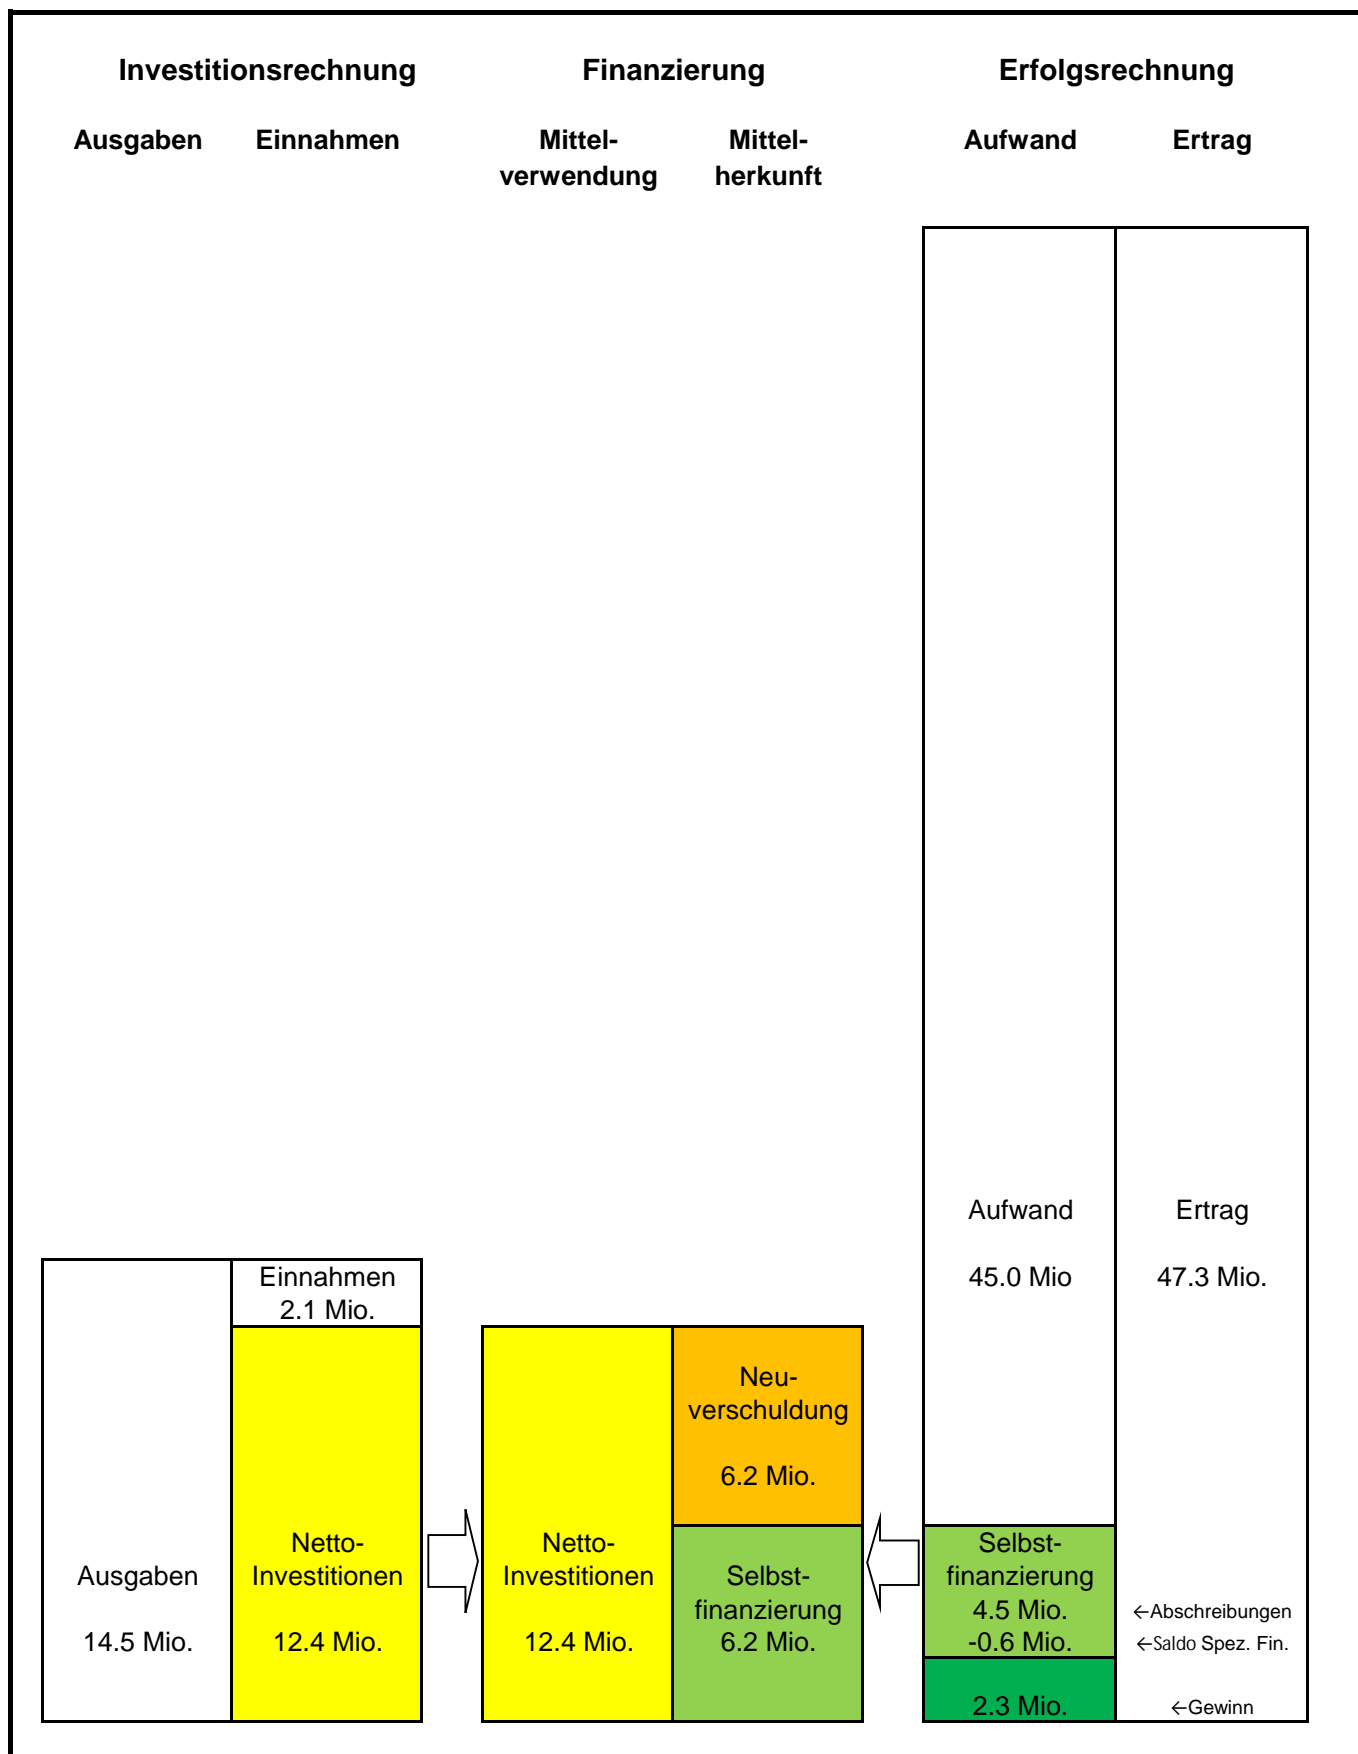 Investitionsrechnung Finanzierung Erfolgsrechnung
Ausgaben Einnahmen Mittel- Mittel- Aufwand Ertrag
verwendung herkunft
Aufwand Ertrag
Einnahmen 45.0 Mio 47.3 Mio.
2.1 Mio.
Neu-
verschuldung
6.2 Mio.
Netto- Netto- Selbst-
Ausgaben Investitionen Investitionen Selbst- finanzierung
finanzierung 4.5 Mio. ←Abschreibungen
14.5 Mio. 12.4 Mio. 12.4 Mio. 6.2 Mio. -0.6 Mio. ←Saldo Spez. Fin.
2.3 Mio. ←Gewinn